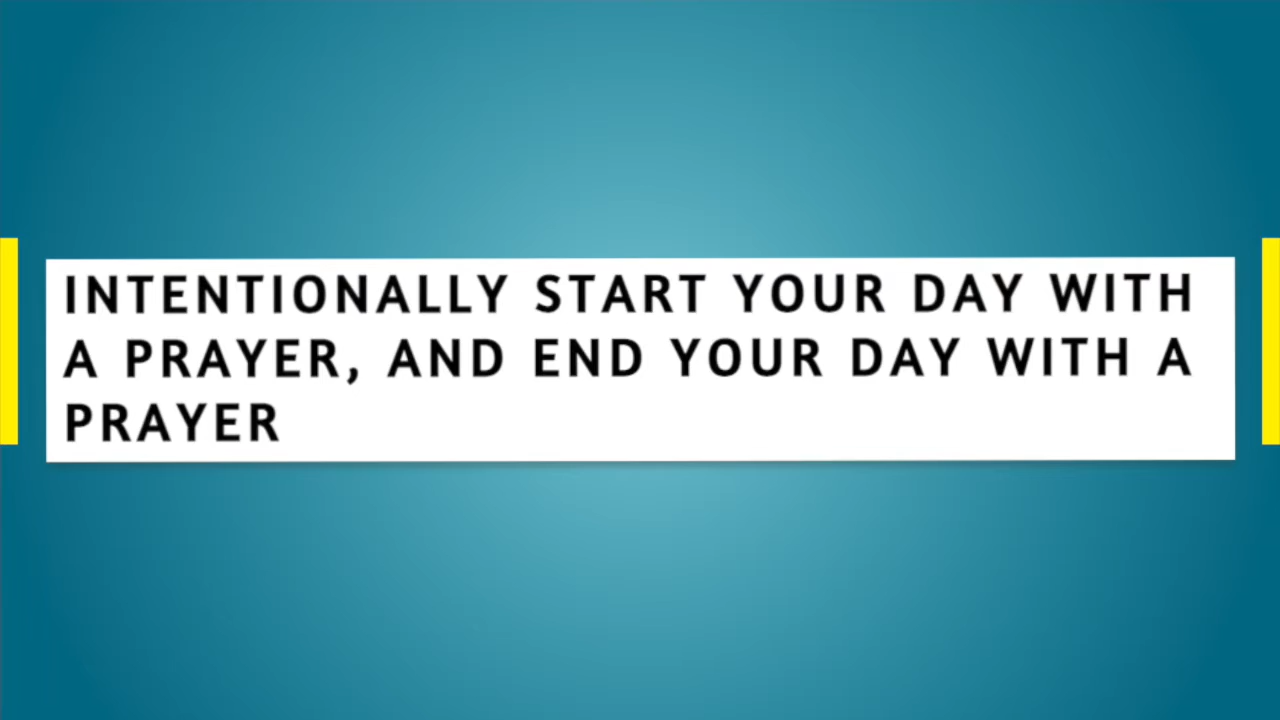 INTENTIONALLY START YOUR DAY WITH
A PRAYER, AND END YOUR DAY WITH A
PRAYER